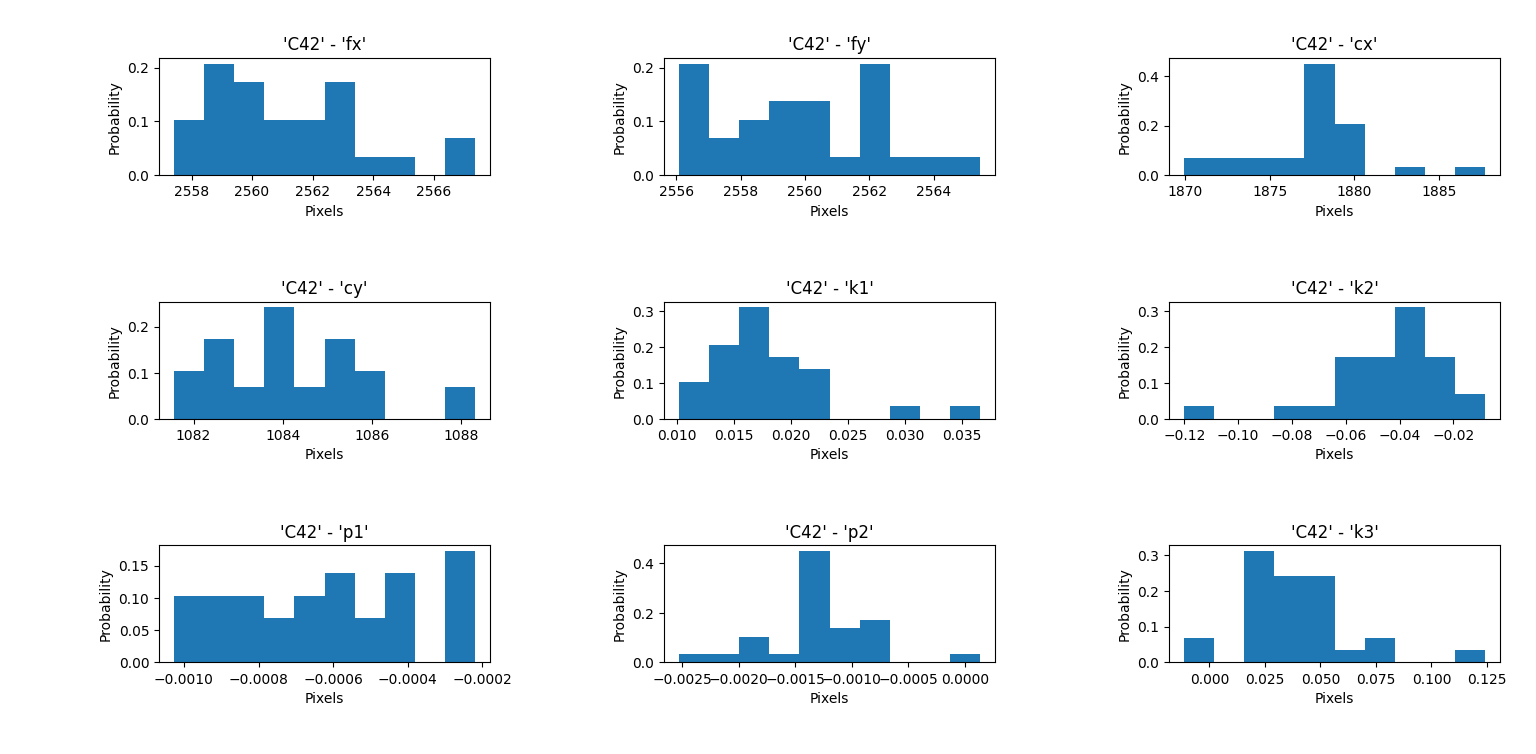 'C42' - 'fx'
0.2
0.1
0.0
Probability
2558 2560 2562 2564 2566
Pixels
'C42' - 'fy'
0.2
0.1
0.0
Probability
2556 2558 2560 2562 2564
Pixels
'C42' - 'cx'
0.4
0.2
0.0
Probability
1870 1875 1880 1885
Pixels
'C42' - 'cy'
0.2
0.1
0.0
Probability
1082 1084 1086 1088
Pixels
'C42' - 'k1'
0.3
0.2
0.1
0.0
Probability
0.010 0.015 0.020 0.025 0.030 0.035
Pixels
'C42' - 'k2'
0.3
0.2
0.1
0.0
Probability
−0.12 −0.10 −0.08 −0.06 −0.04 −0.02
Pixels
'C42' - 'p1'
0.15
0.10
0.05
0.00
Probability
−0.0010 −0.0008 −0.0006 −0.0004 −0.0002
Pixels
'C42' - 'p2'
0.4
0.2
0.0
Probability
−0.0025 −0.0020 −0.0015 −0.0010 −0.0005 0.0000
Pixels
'C42' - 'k3'
0.3
0.2
0.1
0.0
Probability
0.000 0.025 0.050 0.075 0.100 0.125
Pixels